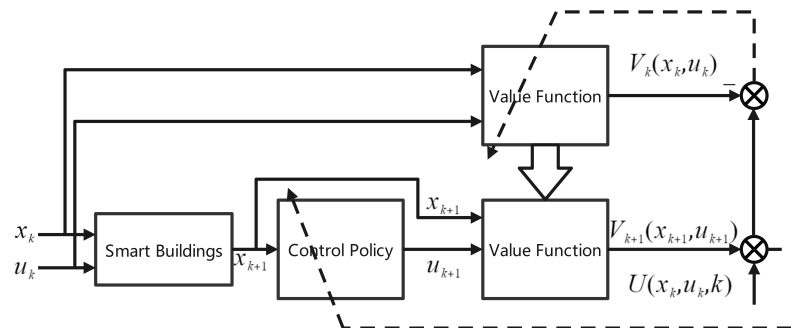 V_k(x_k,u_k)
Value Function
−
x_{k+1}
x_k
Smart Buildings
Control Policy
Value Function
V_{k+1}(x_{k+1},u_{k+1})
u_k
x_{k+1}
u_{k+1}
U(x_k,u_k,k)